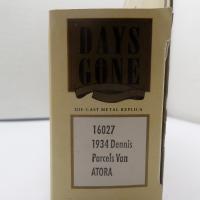 DAYS
GONE
DIE-CAST METAL REPLICA
16027
1934 Dennis
Parcels Van
ATORA